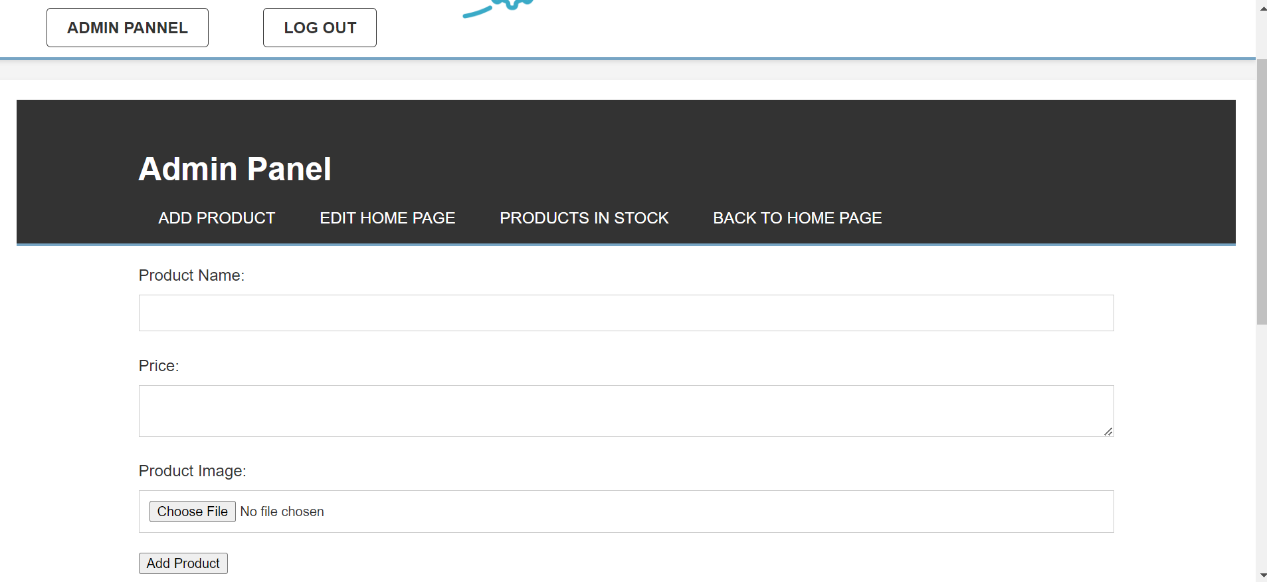 ADMIN PANNEL LOG OUT
Admin Panel
ADD PRODUCT EDIT HOME PAGE PRODUCTS IN STOCK BACK TO HOME PAGE
Product Name:
Price:
Product Image:
Choose File No file chosen
Add Product